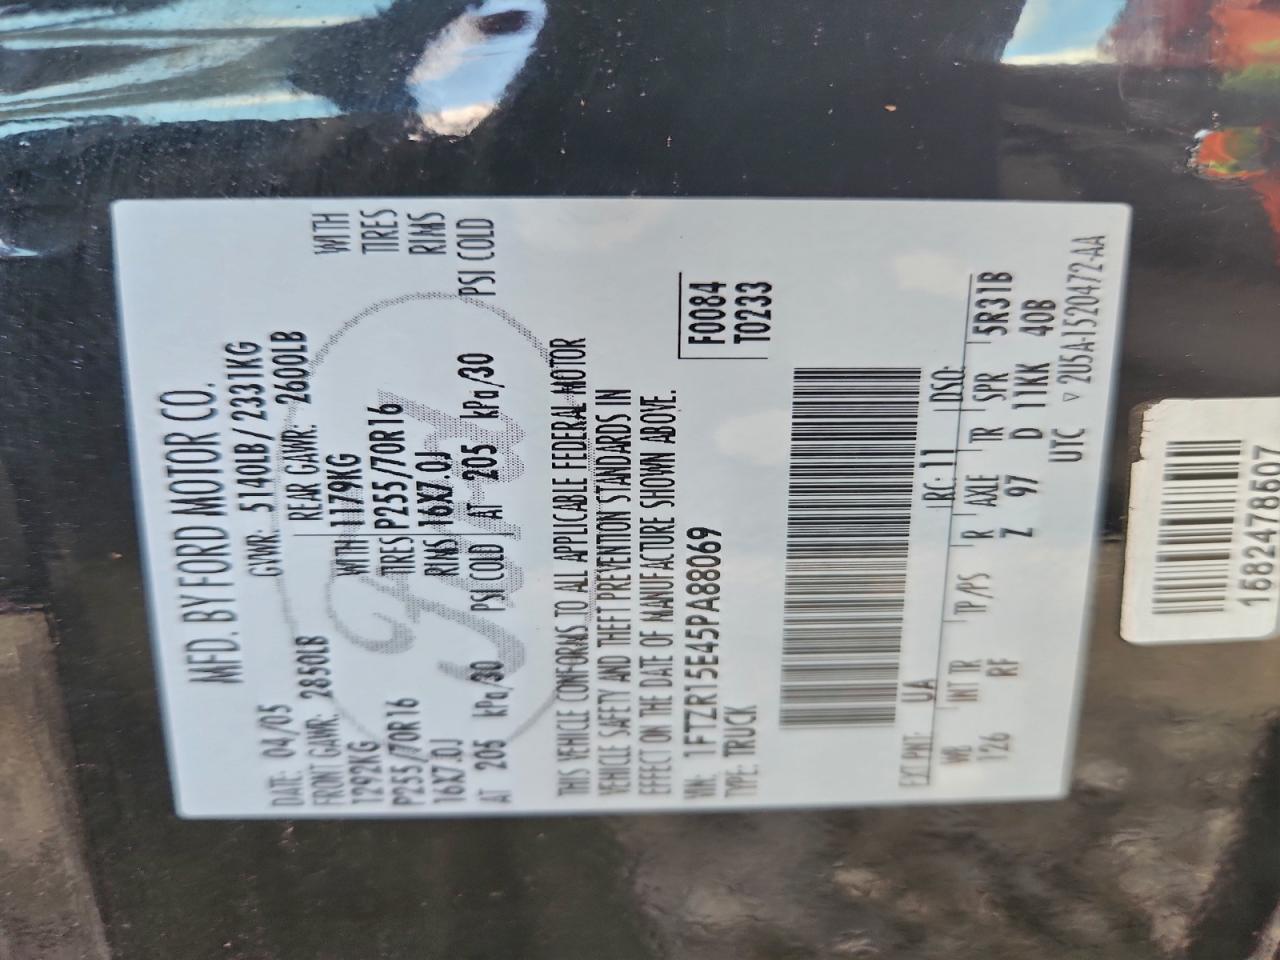 MFD. BY FORD MOTOR CO.
DATE: 04/05 GVWR: 5140LB/2331KG
FRONT GAWR: 2850LB REAR GAWR: 2600LB
1292KG WITH 1179KG WITH
P255/70R16 TIRES P255/70R16 TIRES
16X7.0J RIMS 16X7.0J RIMS
AT 205 kPa/30 PSI COLD AT 205 kPa/30 PSI COLD
Ford
THIS VEHICLE CONFORMS TO ALL APPLICABLE FEDERAL MOTOR
VEHICLE SAFETY AND THEFT PREVENTION STANDARDS IN
EFFECT ON THE DATE OF MANUFACTURE SHOWN ABOVE.
VIN: 1FTZR15E45PA88069 F0084
TYPE: TRUCK T0233
EXT PNT: UA RC: 11 DSO:
WB INT TR TP/PS R AXLE TR SPR 5R31B
126 RF Z 97 D 11KK 40B
UTC ▽ 2U5A-1520472-AA
1682478507